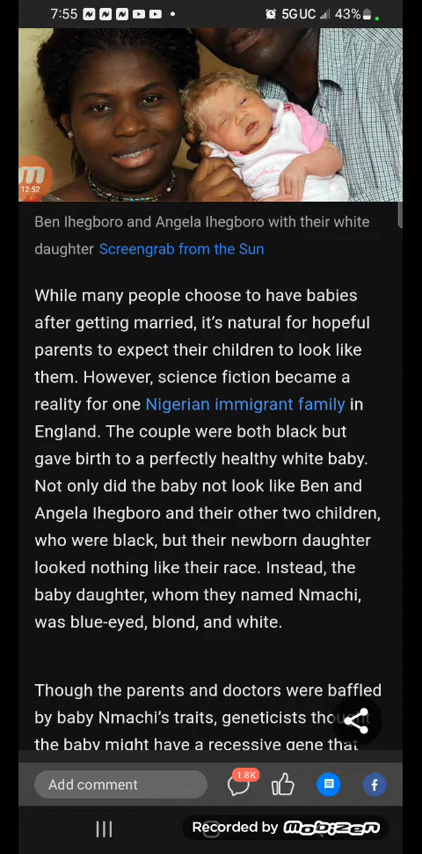 7:55
5GUC 43%
12:52
Ben Ihegboro and Angela Ihegboro with their white
daughter Screengrab from the Sun
While many people choose to have babies
after getting married, it's natural for hopeful
parents to expect their children to look like
them. However, science fiction became a
reality for one Nigerian immigrant family in
England. The couple were both black but
gave birth to a perfectly healthy white baby.
Not only did the baby not look like Ben and
Angela Ihegboro and their other two children,
who were black, but their newborn daughter
looked nothing like their race. Instead, the
baby daughter, whom they named Nmachi,
was blue-eyed, blond, and white.
Though the parents and doctors were baffled
by baby Nmachi's traits, geneticists thought
the baby might have a recessive gene that
1.8K
Add comment
Recorded by mobizen